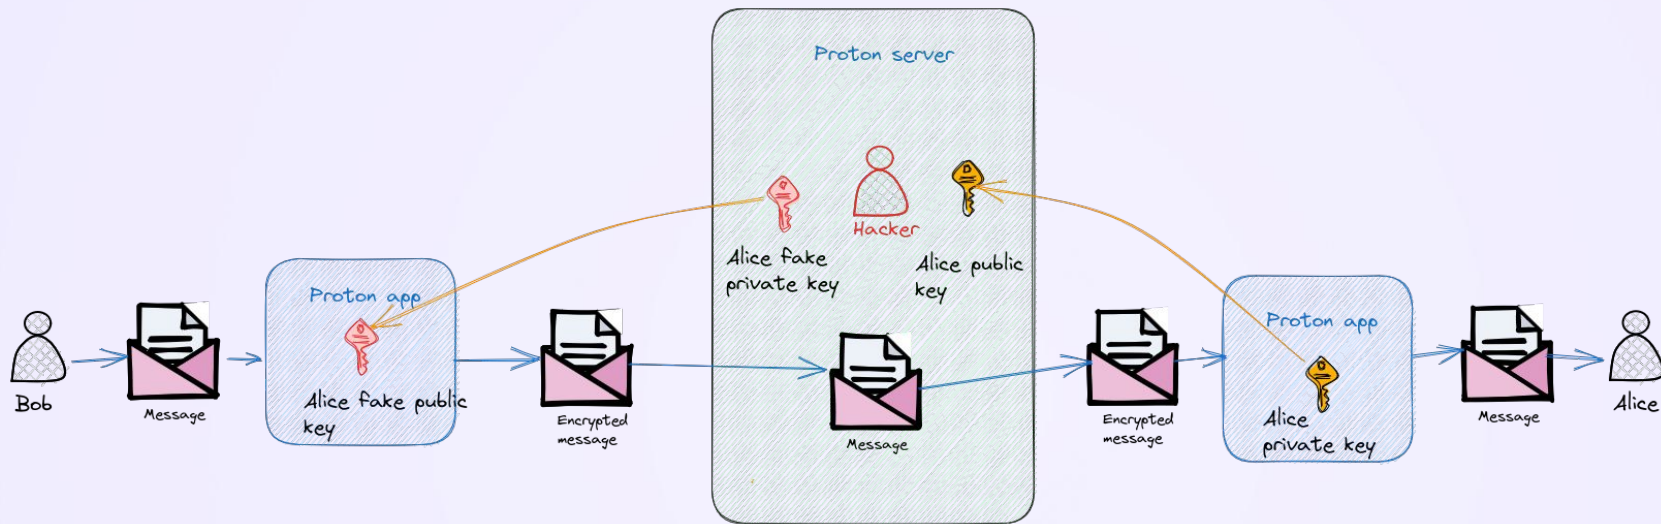 Proton server
Hacker
Alice fake
private key
Alice public
key
Proton app
Alice fake public
key
Proton app
Alice
private key
Bob
Message
Encrypted
message
Message
Encrypted
message
Message
Alice